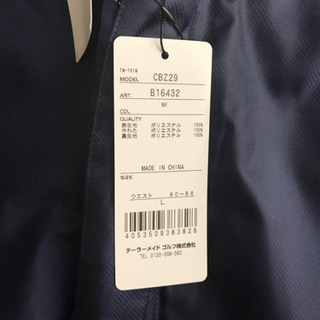 TM-T019
MODEL CBZ29
ART. B16432
COL. NV
QUALITY
表生地 ポリエステル 100%
中わた ポリエステル 100%
裏生地 ポリエステル 100%
MADE IN CHINA
SIZE
ウエスト 80~88
L
4053509383828
テーラーメイド ゴルフ株式会社
TEL 0120-558-562